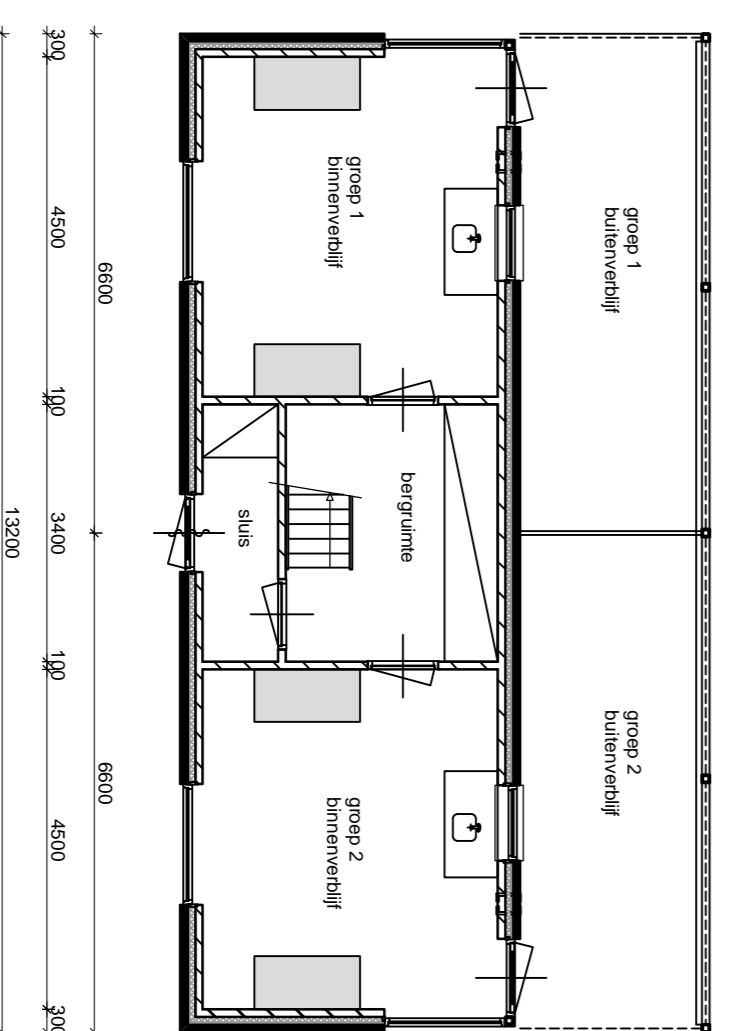 300
4500
100
3400
100
4500
300
6600
6600
13200
groep 1
binnenverblijf
groep 1
buitenverblijf
bergruimte
sluis
groep 2
binnenverblijf
groep 2
buitenverblijf